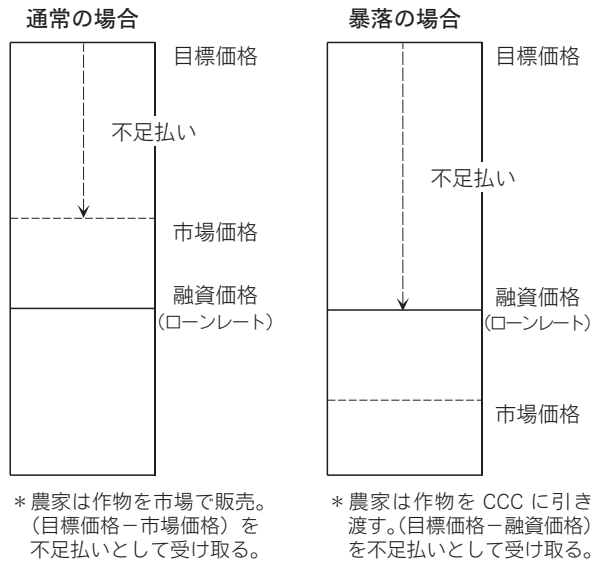 通常の場合
目標価格
不足払い
市場価格
融資価格
(ローンレート)
*農家は作物を市場で販売。
(目標価格-市場価格)を
不足払いとして受け取る。
暴落の場合
目標価格
不足払い
融資価格
(ローンレート)
市場価格
*農家は作物を CCC に引き
渡す。(目標価格-融資価格)
を不足払いとして受け取る。